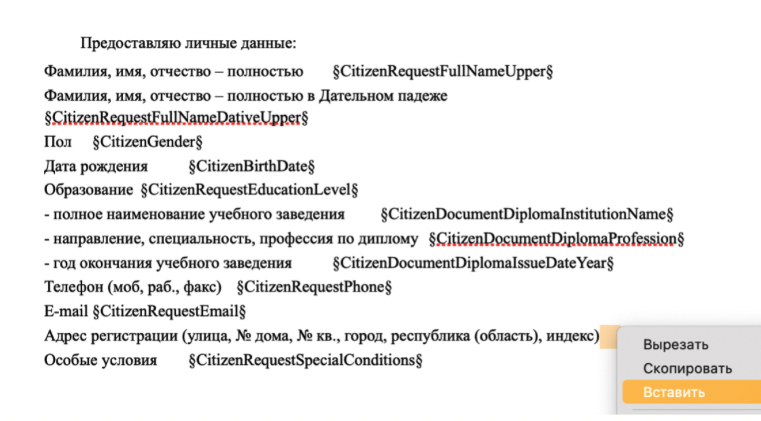 Предоставляю личные данные:
Фамилия, имя, отчество – полностью §CitizenRequestFullNameUpper§
Фамилия, имя, отчество – полностью в Дательном падеже
§CitizenRequestFullNameDativeUpper§
Пол §CitizenGender§
Дата рождения §CitizenBirthDate§
Образование §CitizenRequestEducationLevel§
- полное наименование учебного заведения §CitizenDocumentDiplomaInstitutionName§
- направление, специальность, профессия по диплому §CitizenDocumentDiplomaProfession§
- год окончания учебного заведения §CitizenDocumentDiplomaIssueDateYear§
Телефон (моб, раб., факс) §CitizenRequestPhone§
E-mail §CitizenRequestEmail§
Адрес регистрации (улица, № дома, № кв., город, республика (область), индекс)
Особые условия §CitizenRequestSpecialConditions§
Вырезать
Скопировать
Вставить